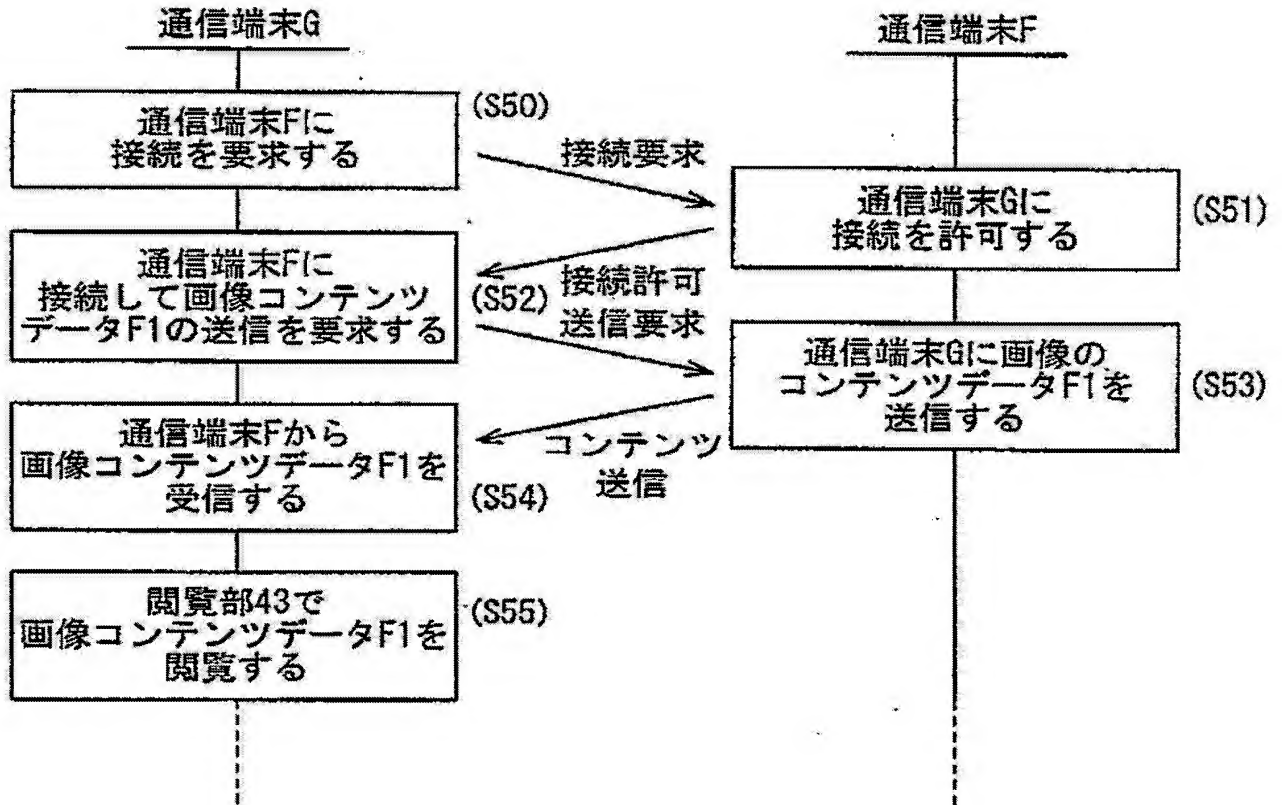 通信端末G
通信端末F
通信端末Fに
接続を要求する
(S50)
接続要求
通信端末Gに
接続を許可する
(S51)
通信端末Fに
接続して画像コンテンツ
データF1の送信を要求する
(S52)
接続許可
送信要求
通信端末Gに画像の
コンテンツデータF1を
送信する
(S53)
通信端末Fから
画像コンテンツデータF1を
受信する
(S54)
コンテンツ
送信
閲覧部43で
画像コンテンツデータF1を
閲覧する
(S55)